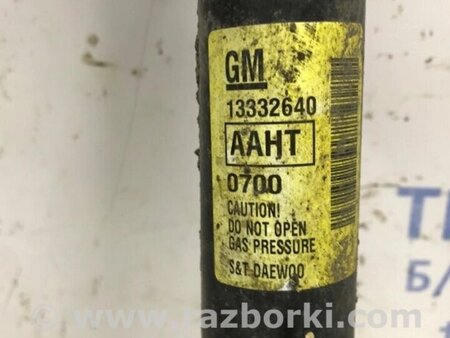 GM
13332640
AAHT
0700
CAUTION!
DO NOT OPEN
GAS PRESSURE
S&T DAEWOO
www.razborki.com